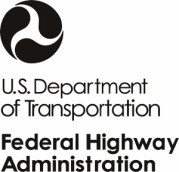 U.S. Department
of Transportation
Federal Highway
Administration